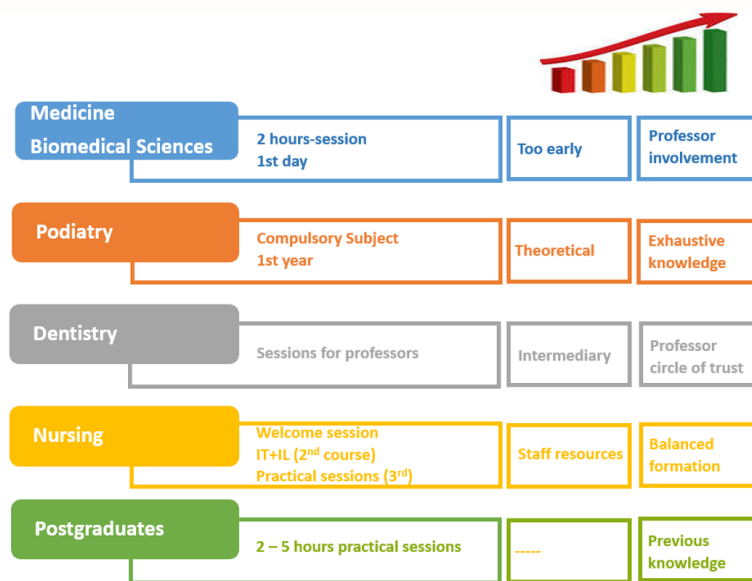 Medicine
Biomedical Sciences
2 hours-session
1st day
Too early
Professor
involvement
Podiatry
Compulsory Subject
1st year
Theoretical
Exhaustive
knowledge
Dentistry
Sessions for professors
Intermediary
Professor
circle of trust
Nursing
Welcome session
IT+IL (2nd course)
Practical sessions (3rd)
Staff resources
Balanced
formation
Postgraduates
2 – 5 hours practical sessions
-----
Previous
knowledge